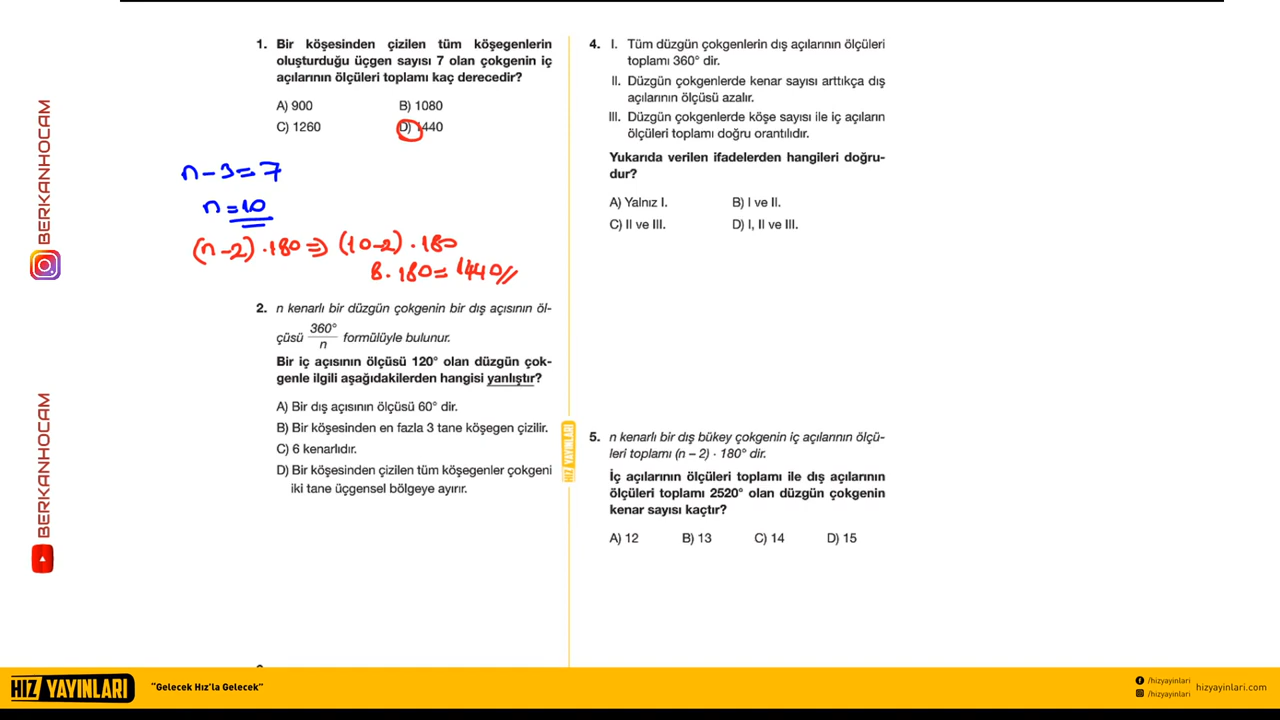 BERKANHOCAM
BERKANHOCAM
1. Bir köşesinden çizilen tüm köşegenlerin
oluşturduğu üçgen sayısı 7 olan çokgenin iç
açılarının ölçüleri toplamı kaç derecedir?
A) 900 B) 1080
C) 1260 D) 1440
n-3=7
n=10
(n-2).180⇒(10-2).180
8.180=1440//
2. n kenarlı bir düzgün çokgenin bir dış açısının öl-
çüsü 360°/n formülüyle bulunur.
Bir iç açısının ölçüsü 120° olan düzgün çok-
genle ilgili aşağıdakilerden hangisi yanlıştır?
A) Bir dış açısının ölçüsü 60° dir.
B) Bir köşesinden en fazla 3 tane köşegen çizilir.
C) 6 kenarlıdır.
D) Bir köşesinden çizilen tüm köşegenler çokgeni
iki tane üçgensel bölgeye ayırır.
HIZ YAYINLARI
4. I. Tüm düzgün çokgenlerin dış açılarının ölçüleri
toplamı 360° dir.
II. Düzgün çokgenlerde kenar sayısı arttıkça dış
açılarının ölçüsü azalır.
III. Düzgün çokgenlerde köşe sayısı ile iç açıların
ölçüleri toplamı doğru orantılıdır.
Yukarıda verilen ifadelerden hangileri doğru-
dur?
A) Yalnız I. B) I ve II.
C) II ve III. D) I, II ve III.
5. n kenarlı bir dış bükey çokgenin iç açılarının ölçü-
leri toplamı (n – 2) · 180° dir.
İç açılarının ölçüleri toplamı ile dış açılarının
ölçüleri toplamı 2520° olan düzgün çokgenin
kenar sayısı kaçtır?
A) 12 B) 13 C) 14 D) 15
HIZ YAYINLARI
"Gelecek Hız'la Gelecek"
/hizyayinlari
/hizyayinlari
hizyayinlari.com